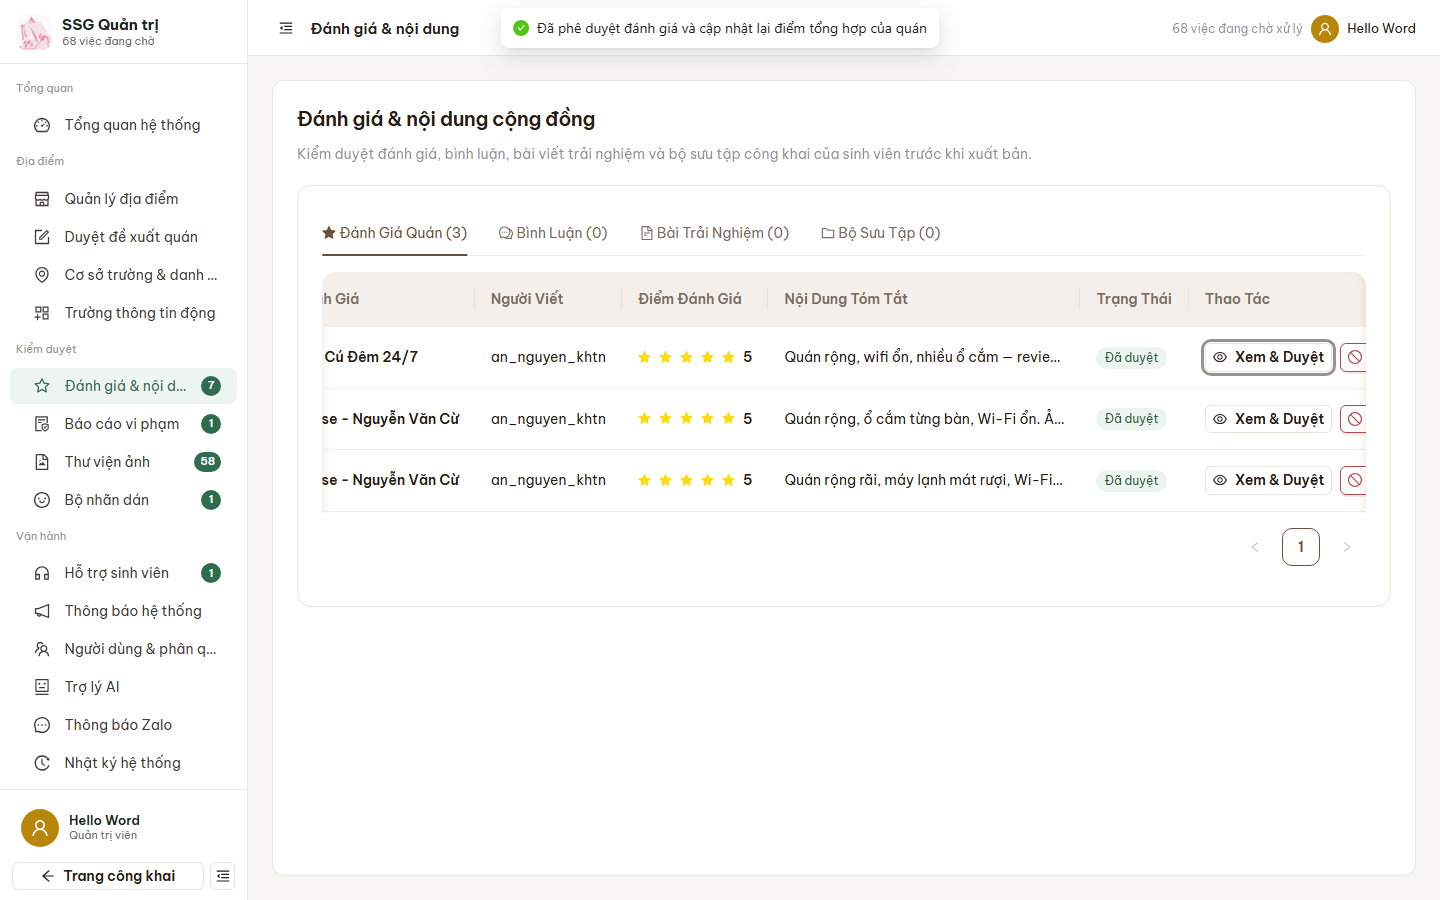 SSG Quản trị
68 việc đang chờ
Tổng quan
Tổng quan hệ thống
Địa điểm
Quản lý địa điểm
Duyệt đề xuất quán
Cơ sở trường & danh ...
Trường thông tin động
Kiểm duyệt
Đánh giá & nội d... 7
Báo cáo vi phạm 1
Thư viện ảnh 58
Bộ nhãn dán 1
Vận hành
Hỗ trợ sinh viên 1
Thông báo hệ thống
Người dùng & phân q...
Trợ lý AI
Thông báo Zalo
Nhật ký hệ thống
Hello Word
Quản trị viên
Trang công khai
Đánh giá & nội dung
Đã phê duyệt đánh giá và cập nhật lại điểm tổng hợp của quán
68 việc đang chờ xử lý
Hello Word
Đánh giá & nội dung cộng đồng
Kiểm duyệt đánh giá, bình luận, bài viết trải nghiệm và bộ sưu tập công khai của sinh viên trước khi xuất bản.
Đánh Giá Quán (3) Bình Luận (0) Bài Trải Nghiệm (0) Bộ Sưu Tập (0)
h Giá Người Viết Điểm Đánh Giá Nội Dung Tóm Tắt Trạng Thái Thao Tác
Cú Đêm 24/7 an_nguyen_khtn 5 Quán rộng, wifi ổn, nhiều ổ cắm — revie... Đã duyệt Xem & Duyệt
se - Nguyễn Văn Cừ an_nguyen_khtn 5 Quán rộng, ổ cắm từng bàn, Wi-Fi ổn. Ả... Đã duyệt Xem & Duyệt
se - Nguyễn Văn Cừ an_nguyen_khtn 5 Quán rộng rãi, máy lạnh mát rượi, Wi-Fi... Đã duyệt Xem & Duyệt
1